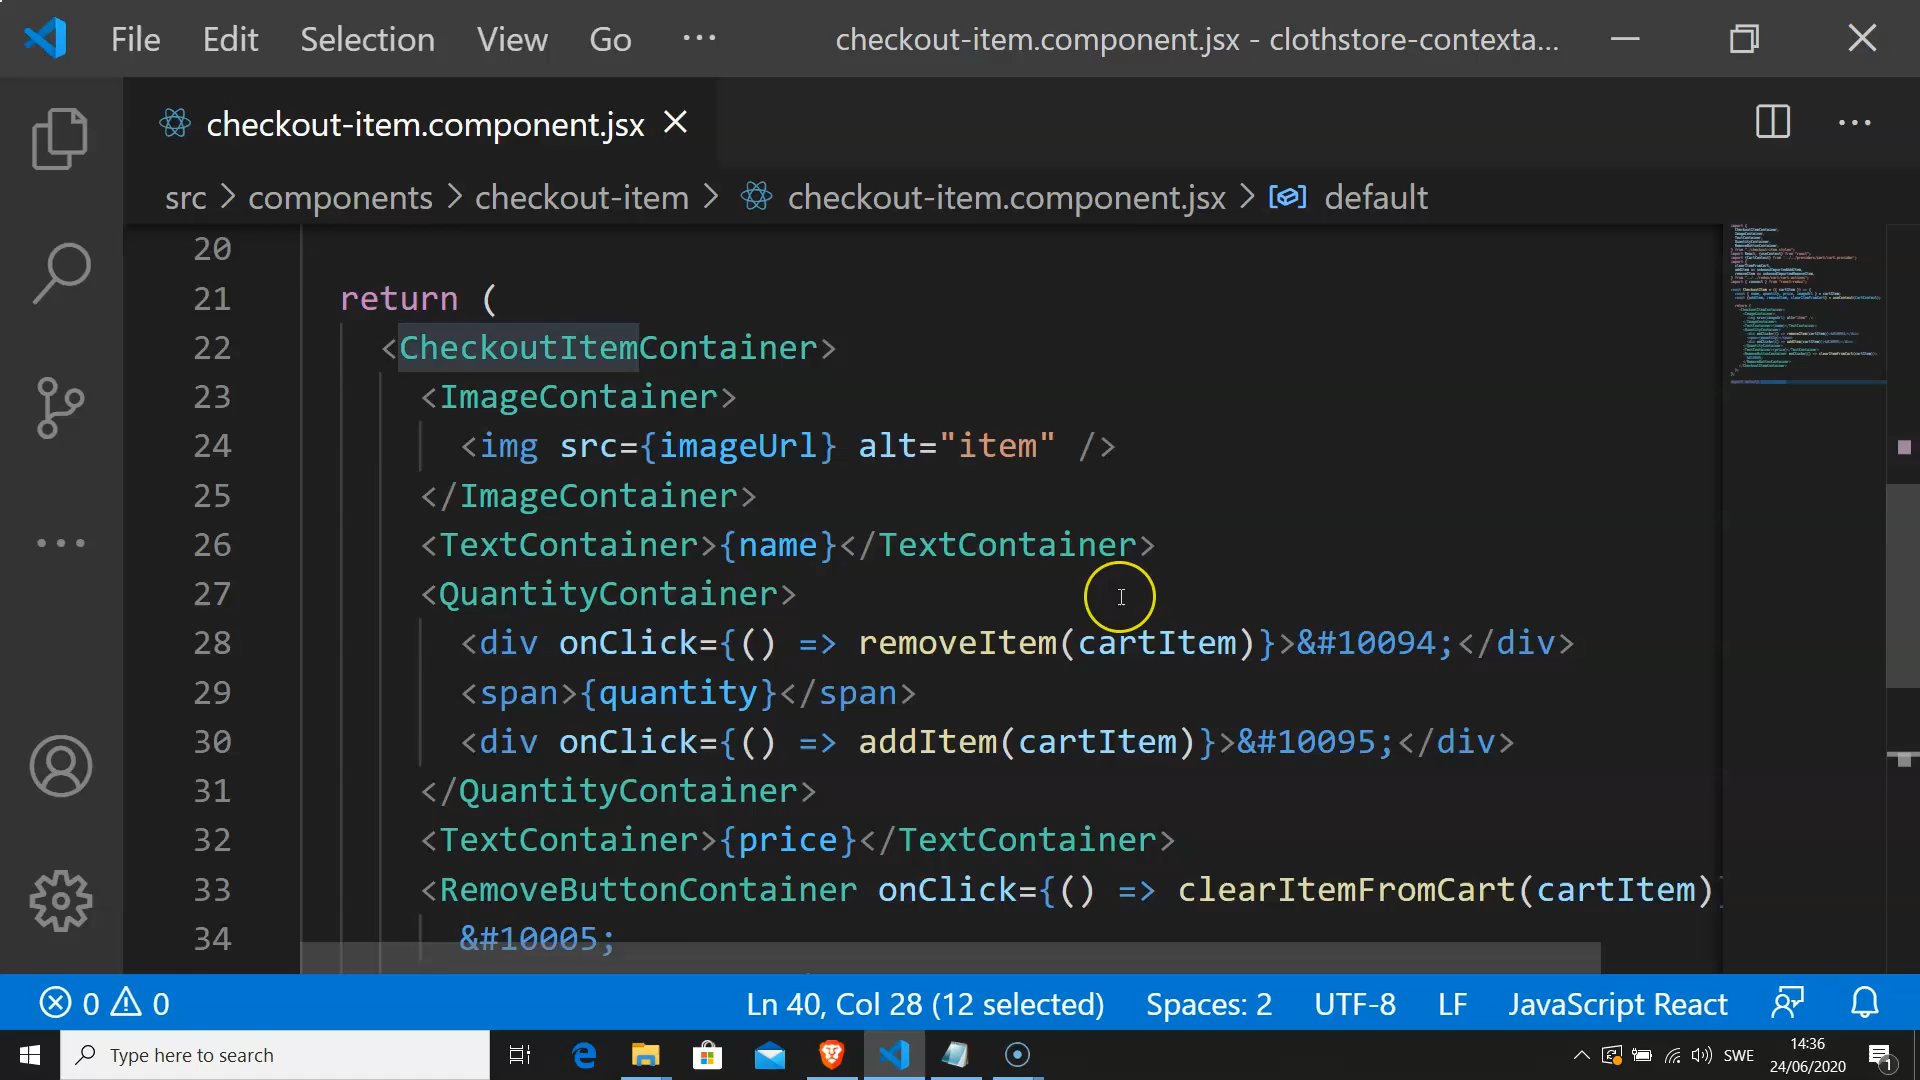 File Edit Selection View Go ··· checkout-item.component.jsx - clothstore-contexta...
checkout-item.component.jsx
src > components > checkout-item > checkout-item.component.jsx > default
20
21 return (
22 <CheckoutItemContainer>
23 <ImageContainer>
24 <img src={imageUrl} alt="item" />
25 </ImageContainer>
26 <TextContainer>{name}</TextContainer>
27 <QuantityContainer>
28 <div onClick={() => removeItem(cartItem)}>&#10094;</div>
29 <span>{quantity}</span>
30 <div onClick={() => addItem(cartItem)}>&#10095;</div>
31 </QuantityContainer>
32 <TextContainer>{price}</TextContainer>
33 <RemoveButtonContainer onClick={() => clearItemFromCart(cartItem)}
34 &#10005;
0 0 Ln 40, Col 28 (12 selected) Spaces: 2 UTF-8 LF JavaScript React
Type here to search
SWE
14:36
24/06/2020
1